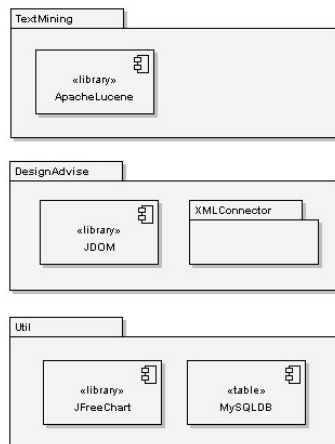 TextMining
«library»
ApacheLucene
DesignAdvise
«library»
JDOM
XMLConnector
Util
«library»
JFreeChart
«table»
MySQLDB